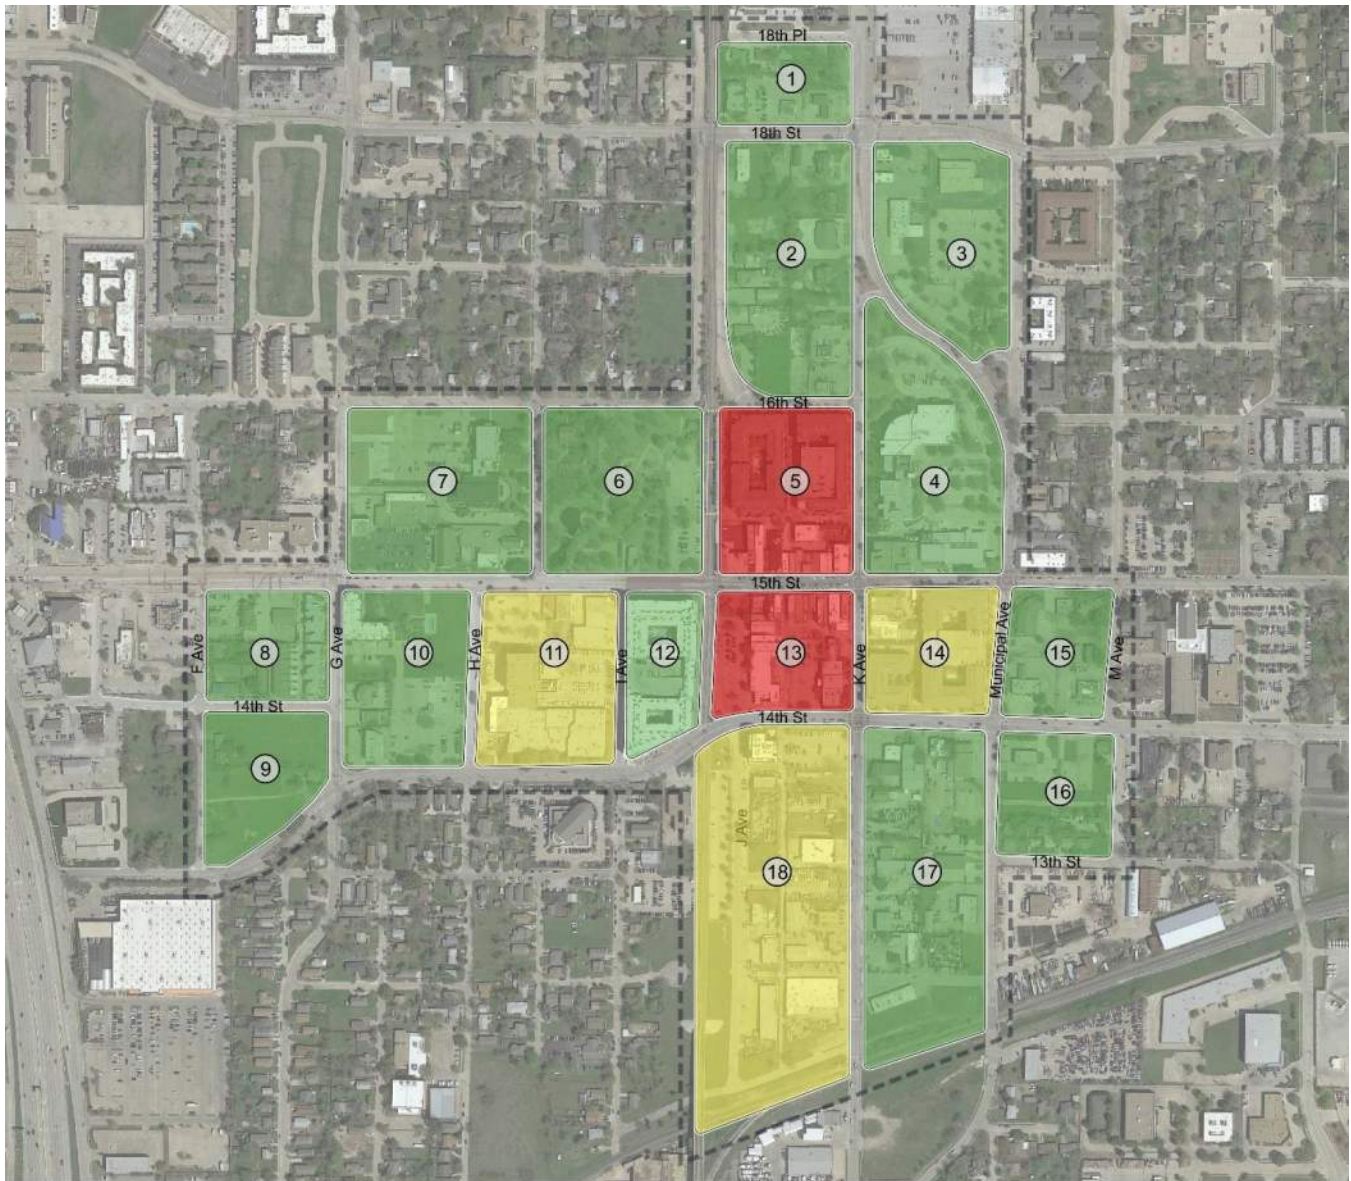 18th Pl
1
18th St
2
3
16th St
7
6
5
4
15th St
F Ave
8
G Ave
10
H Ave
11
I Ave
12
13
K Ave
14
Municipal Ave
15
M Ave
14th St
14th St
9
J Ave
16
13th St
18
17